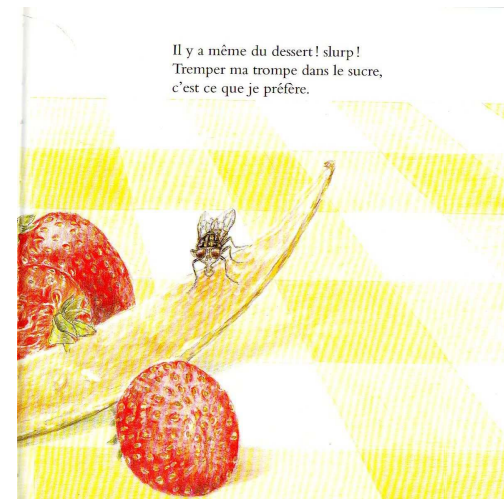 Il y a même du dessert ! slurp !
Tremper ma trompe dans le sucre,
c'est ce que je préfère.